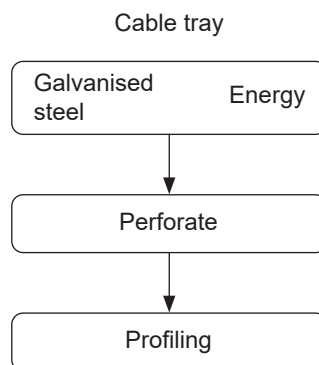 Cable tray
Galvanised
steel
Energy
Perforate
Profiling